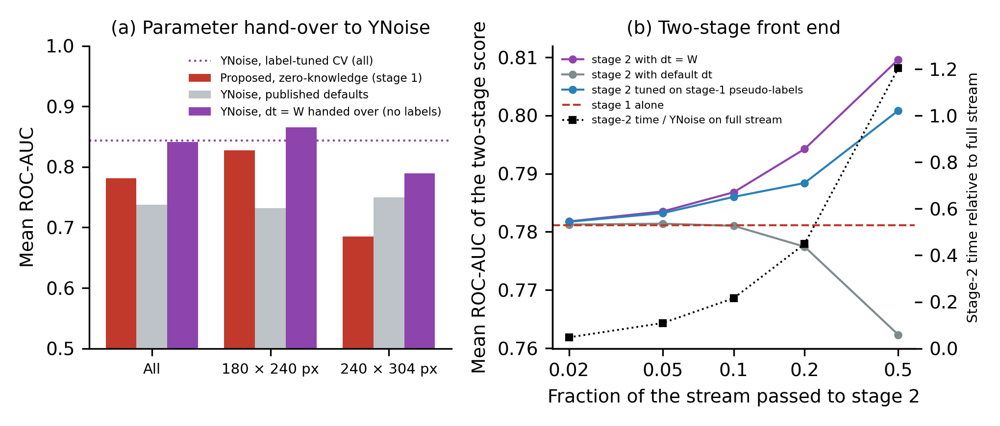 (a) Parameter hand-over to YNoise
Mean ROC-AUC
1.0
0.9
0.8
0.7
0.6
0.5
YNoise, label-tuned CV (all)
Proposed, zero-knowledge (stage 1)
YNoise, published defaults
YNoise, dt = W handed over (no labels)
All
180 × 240 px
240 × 304 px
(b) Two-stage front end
Mean ROC-AUC of the two-stage score
0.81
0.80
0.79
0.78
0.77
0.76
stage 2 with dt = W
stage 2 with default dt
stage 2 tuned on stage-1 pseudo-labels
stage 1 alone
stage-2 time / YNoise on full stream
1.2
1.0
0.8
0.6
0.4
0.2
0.0
Stage-2 time relative to full stream
0.02
0.05
0.1
0.2
0.5
Fraction of the stream passed to stage 2